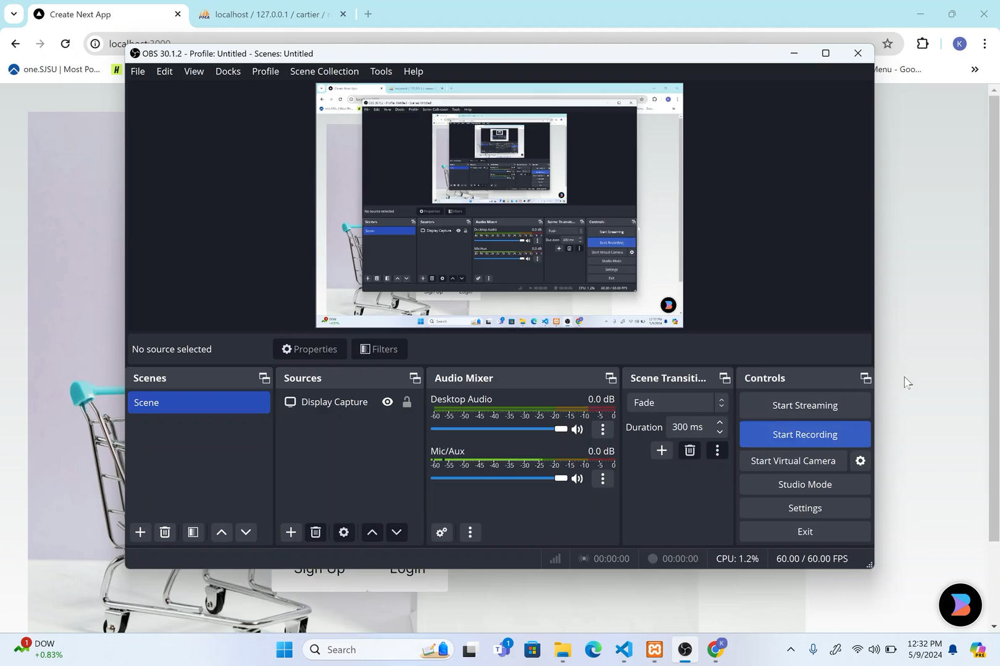 Create Next App
localhost / 127.0.0.1 / cartier /
localhost:3000
K
one.SJSU | Most Po...
Menu - Goo...
OBS 30.1.2 - Profile: Untitled - Scenes: Untitled
File Edit View Docks Profile Scene Collection Tools Help
No source selected
Properties
Filters
Scenes
Sources
Audio Mixer
Scene Transiti...
Controls
Scene
Display Capture
Desktop Audio 0.0 dB
-60 -55 -50 -45 -40 -35 -30 -25 -20 -15 -10 -5 0
Mic/Aux 0.0 dB
-60 -55 -50 -45 -40 -35 -30 -25 -20 -15 -10 -5 0
Fade
Duration 300 ms
Start Streaming
Start Recording
Start Virtual Camera
Studio Mode
Settings
Exit
00:00:00
00:00:00
CPU: 1.2%
60.00 / 60.00 FPS
Sign Up
Login
1
DOW
+0.83%
Search
1
K
12:32 PM
5/9/2024
PRE